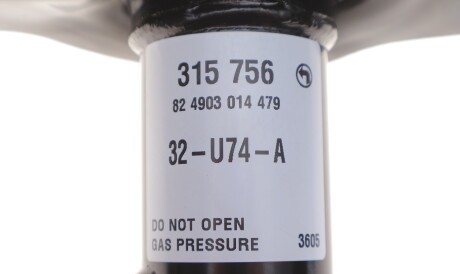 315 756
82 4903 014 479
32-U74-A
DO NOT OPEN
GAS PRESSURE 3605